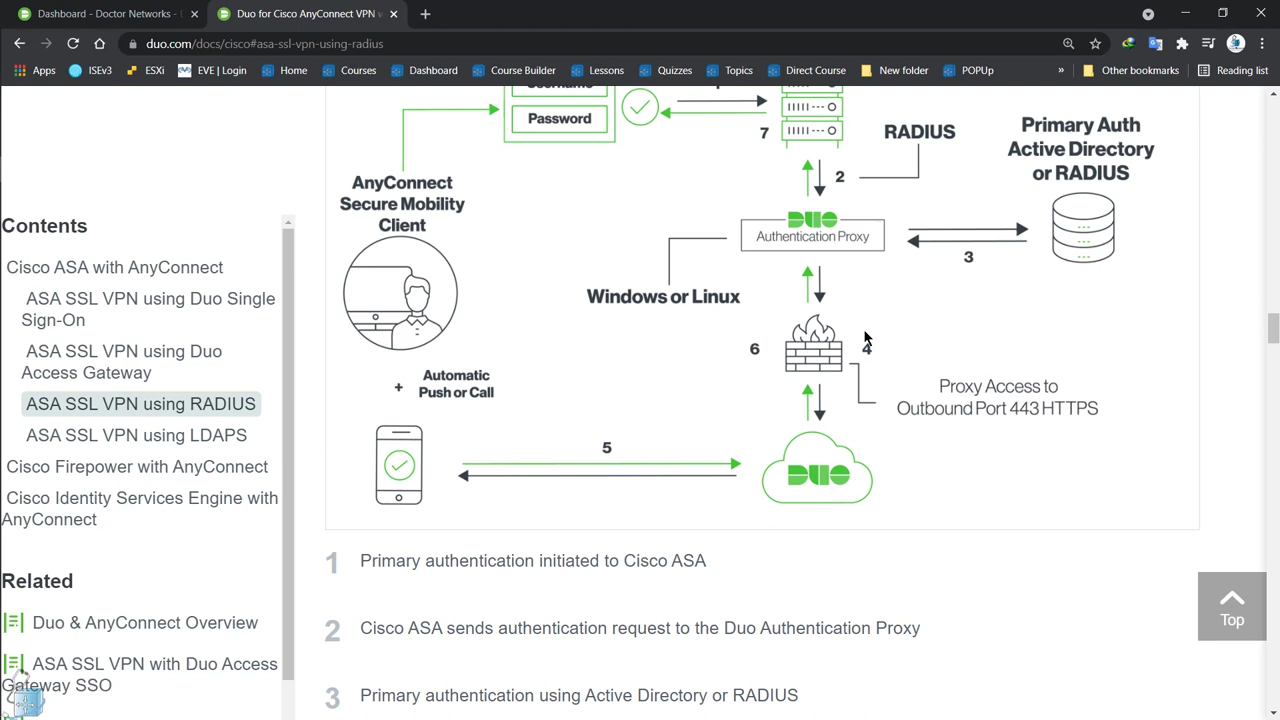 Dashboard - Doctor Networks -
Duo for Cisco AnyConnect VPN w
duo.com/docs/cisco#asa-ssl-vpn-using-radius
Apps
ISEv3
ESXi
EVE | Login
Home
Courses
Dashboard
Course Builder
Lessons
Quizzes
Topics
Direct Course
New folder
POPUp
»
Other bookmarks
Reading list
Contents
Cisco ASA with AnyConnect
ASA SSL VPN using Duo Single
Sign-On
ASA SSL VPN using Duo
Access Gateway
ASA SSL VPN using RADIUS
ASA SSL VPN using LDAPS
Cisco Firepower with AnyConnect
Cisco Identity Services Engine with
AnyConnect
Related
Duo & AnyConnect Overview
ASA SSL VPN with Duo Access
Gateway SSO
Username
Password
7
RADIUS
Primary Auth
Active Directory
or RADIUS
2
AnyConnect
Secure Mobility
Client
DUO
Authentication Proxy
3
Windows or Linux
6
4
Automatic
+ Push or Call
Proxy Access to
Outbound Port 443 HTTPS
5
DUO
1 Primary authentication initiated to Cisco ASA
2 Cisco ASA sends authentication request to the Duo Authentication Proxy
3 Primary authentication using Active Directory or RADIUS
Top